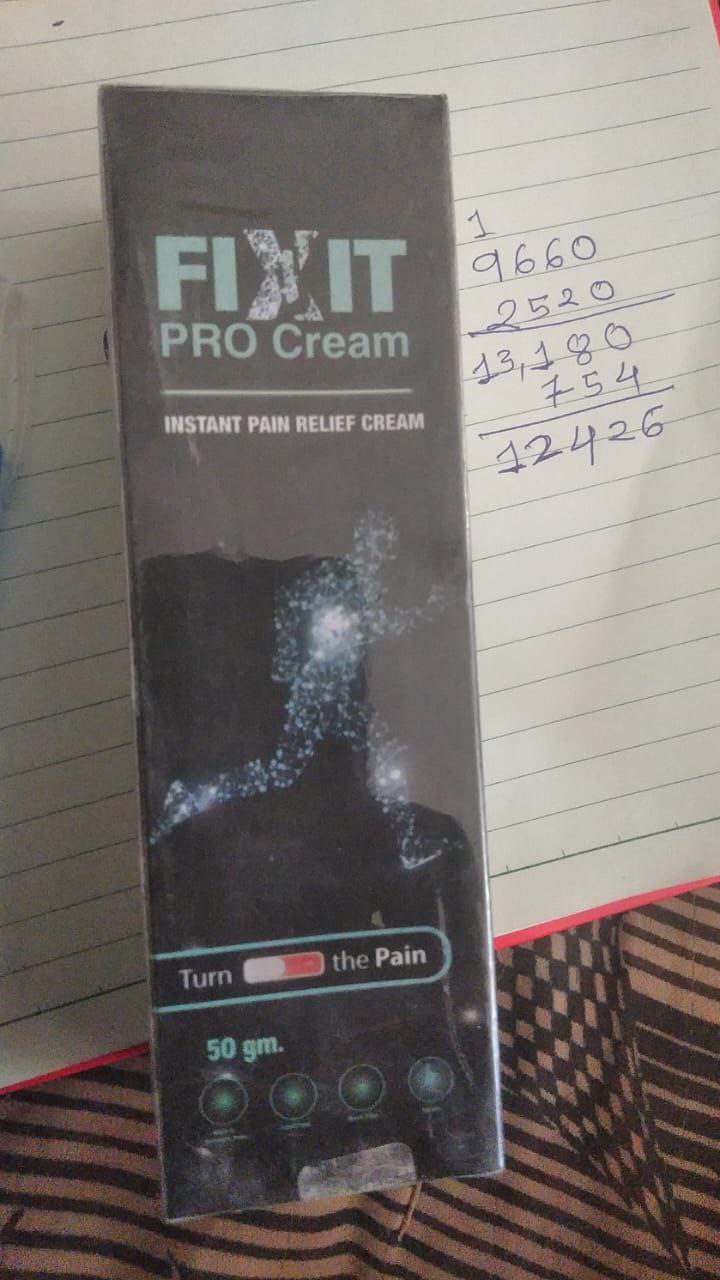 FIXIT
PRO Cream
INSTANT PAIN RELIEF CREAM
Turn the Pain
50 gm.
1
9660
2520
13,180
754
12426